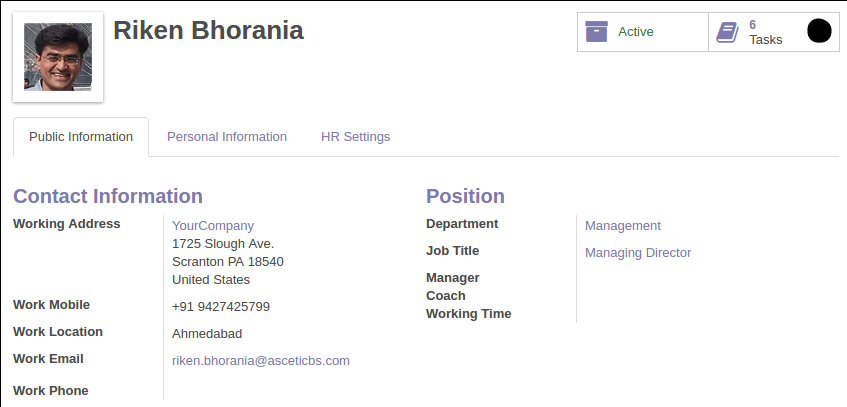 Riken Bhorania
Active
6
Tasks
Public Information
Personal Information
HR Settings
Contact Information
Working Address
YourCompany
1725 Slough Ave.
Scranton PA 18540
United States
Work Mobile
+91 9427425799
Work Location
Ahmedabad
Work Email
riken.bhorania@asceticbs.com
Work Phone
Position
Department
Management
Job Title
Managing Director
Manager
Coach
Working Time